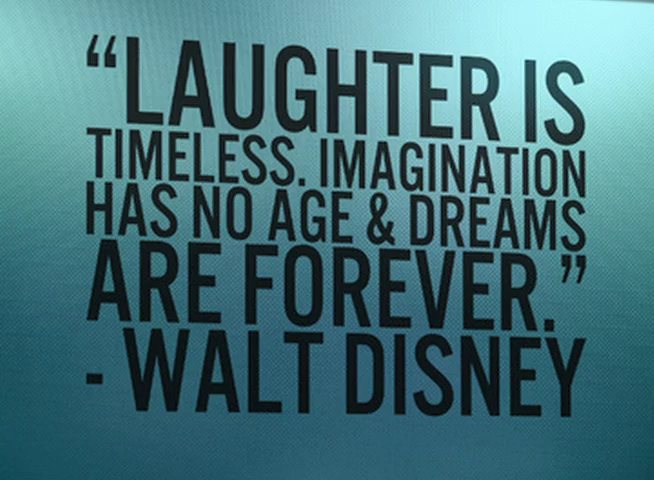 “LAUGHTER IS
TIMELESS. IMAGINATION
HAS NO AGE & DREAMS
ARE FOREVER.”
- WALT DISNEY